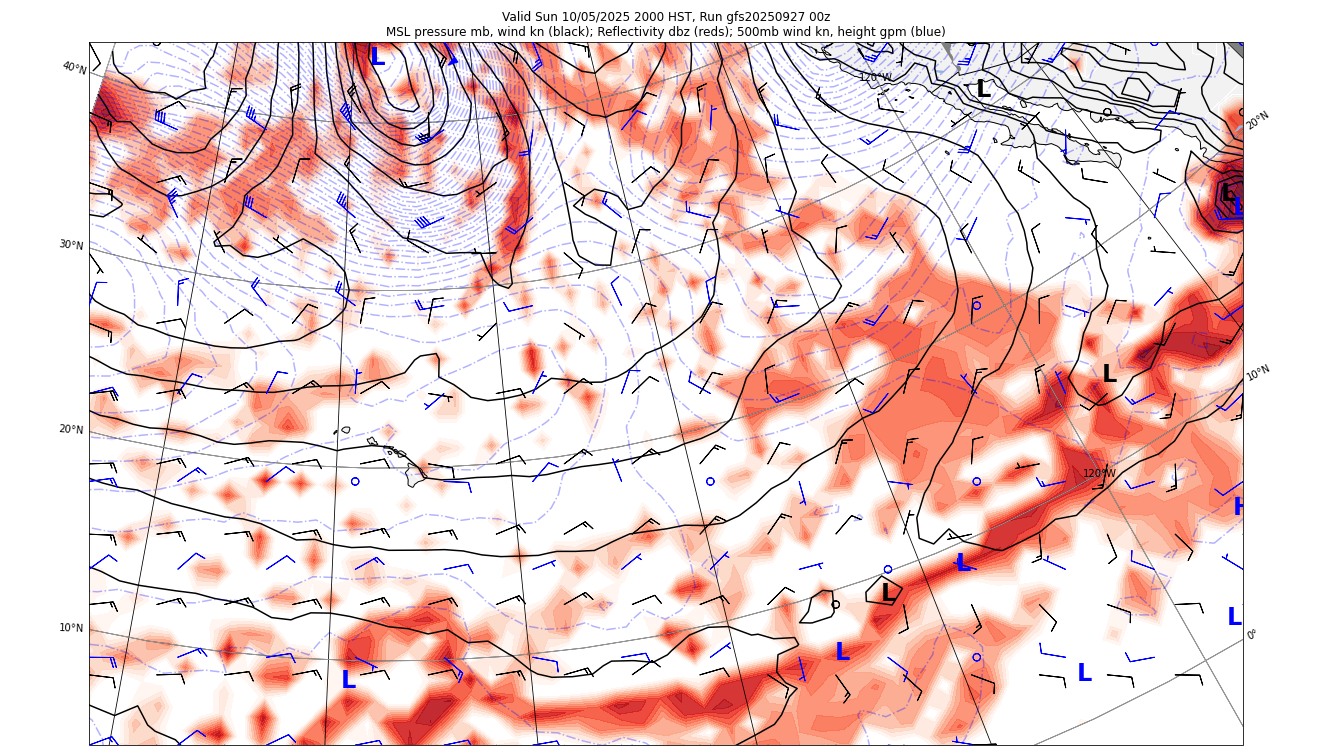 Valid Sun 10/05/2025 2000 HST, Run gfs20250927 00z
MSL pressure mb, wind kn (black); Reflectivity dbz (reds); 500mb wind kn, height gpm (blue)
L
40°N
120°W
L
20°N
L
L
30°N
10°N
L
20°N
120°W
H
L
L
10°N
L
0°
L
L
L